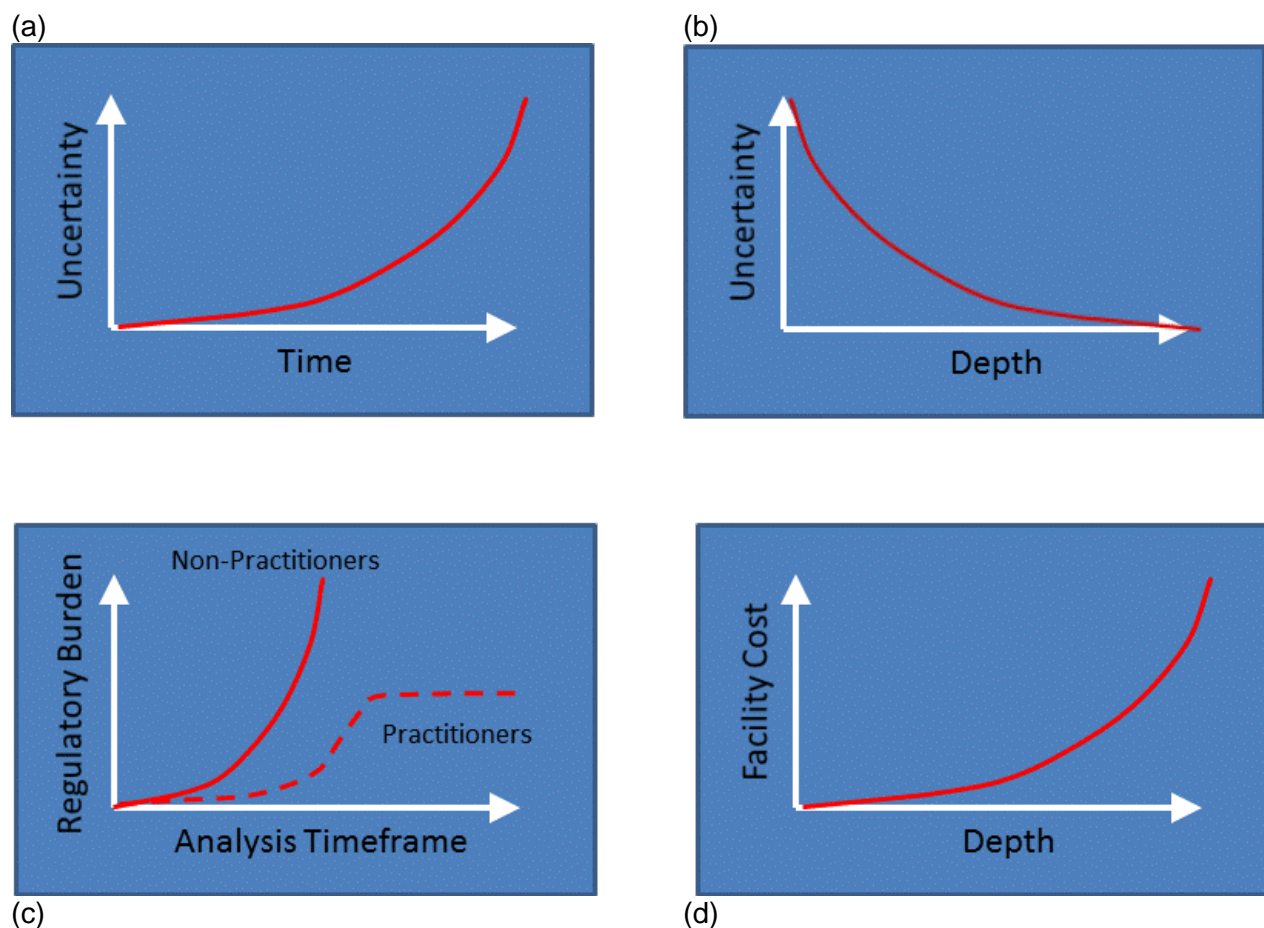 (a)
Uncertainty
Time
(b)
Uncertainty
Depth
Non-Practitioners
Regulatory Burden
Practitioners
Analysis Timeframe
(c)
Facility Cost
Depth
(d)